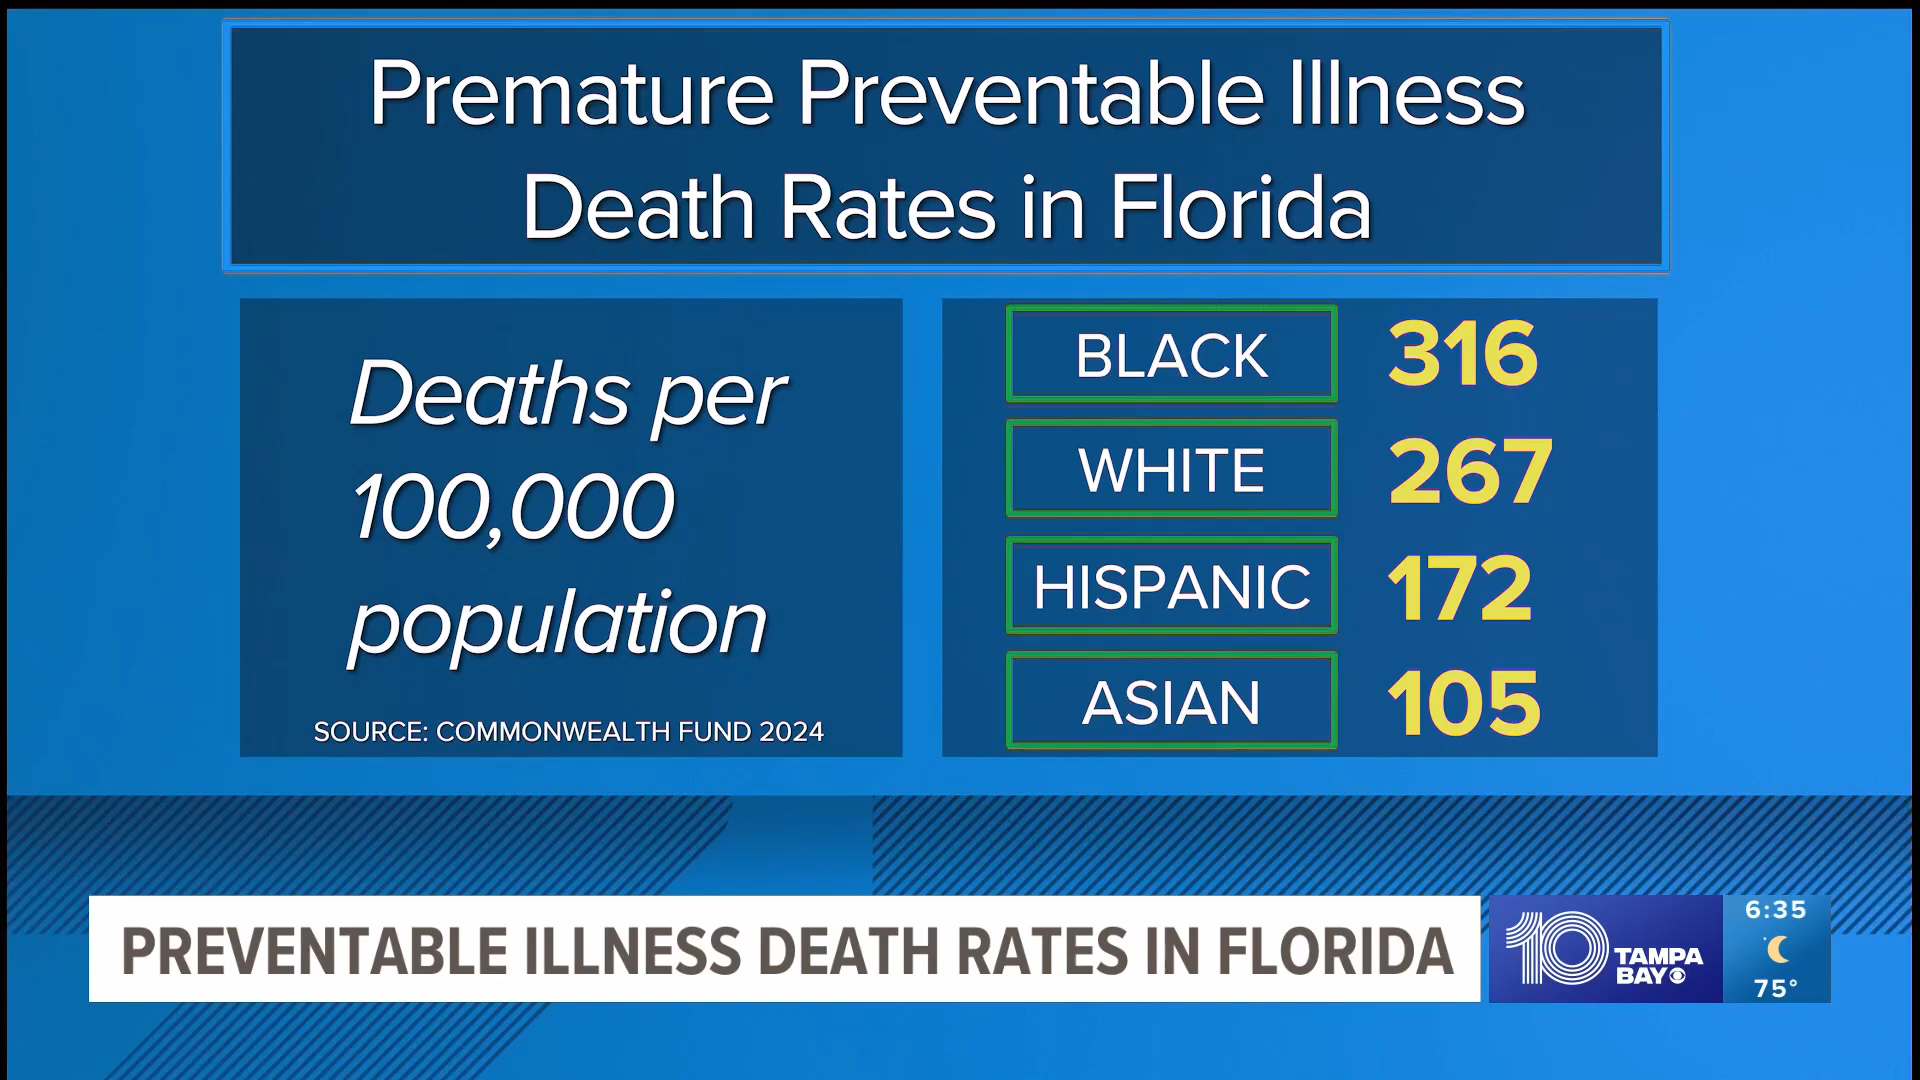 Premature Preventable Illness
Death Rates in Florida
Deaths per
100,000
population
SOURCE: COMMONWEALTH FUND 2024
BLACK 316
WHITE 267
HISPANIC 172
ASIAN 105
PREVENTABLE ILLNESS DEATH RATES IN FLORIDA
10 TAMPA
BAY
6:35
75°